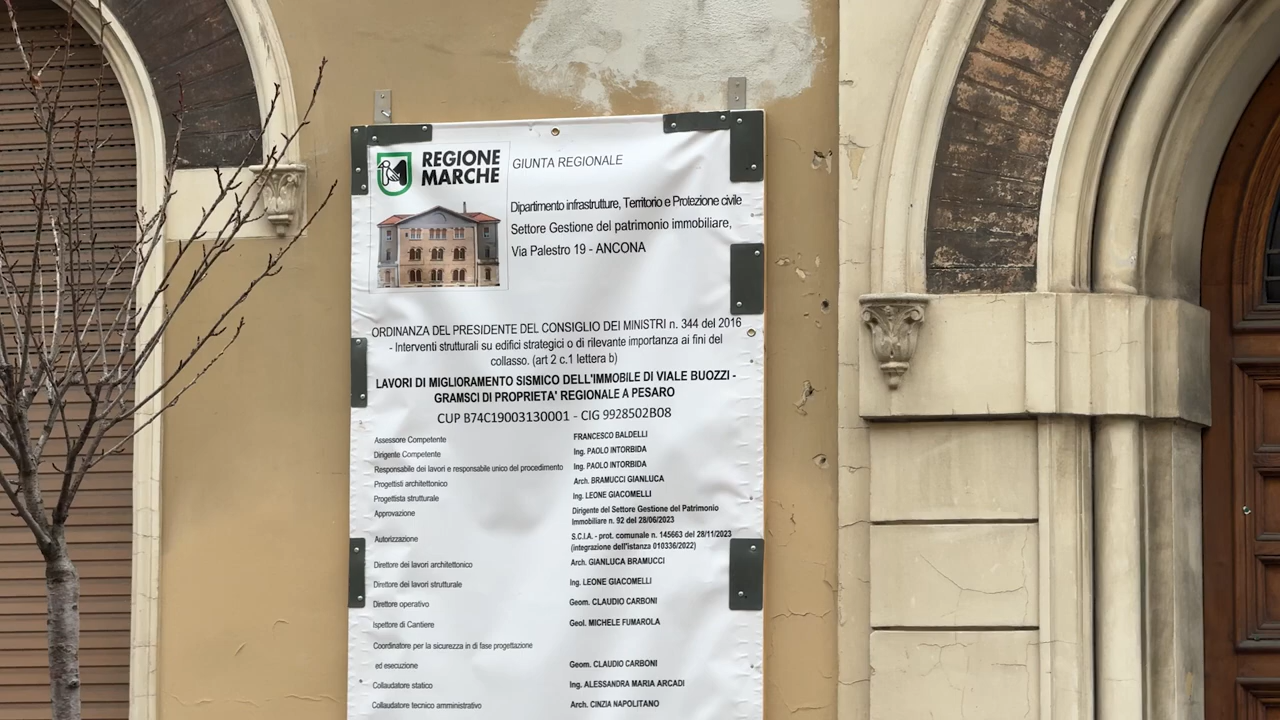 REGIONE
MARCHE
GIUNTA REGIONALE
Dipartimento infrastrutture, Territorio e Protezione civile
Settore Gestione del patrimonio immobiliare,
Via Palestro 19 - ANCONA
ORDINANZA DEL PRESIDENTE DEL CONSIGLIO DEI MINISTRI n. 344 del 2016
- Interventi strutturali su edifici strategici o di rilevante importanza ai fini del
collasso. (art 2 c.1 lettera b)
LAVORI DI MIGLIORAMENTO SISMICO DELL'IMMOBILE DI VIALE BUOZZI -
GRAMSCI DI PROPRIETA' REGIONALE A PESARO
CUP B74C19003130001 - CIG 9928502B08
Assessore Competente FRANCESCO BALDELLI
Dirigente Competente Ing. PAOLO INTORBIDA
Responsabile dei lavori e responsabile unico del procedimento Ing. PAOLO INTORBIDA
Progettisti architettonico Arch. BRAMUCCI GIANLUCA
Progettista strutturale Ing. LEONE GIACOMELLI
Approvazione Dirigente del Settore Gestione del Patrimonio
Immobiliare n. 92 del 28/06/2023
Autorizzazione S.C.I.A. - prot. comunale n. 145663 del 28/11/2023
(integrazione dell'istanza 010336/2022)
Direttore dei lavori architettonico Arch. GIANLUCA BRAMUCCI
Direttore dei lavori strutturale Ing. LEONE GIACOMELLI
Direttore operativo Geom. CLAUDIO CARBONI
Ispettore di Cantiere Geol. MICHELE FUMAROLA
Coordinatore per la sicurezza in di fase progettazione
ed esecuzione Geom. CLAUDIO CARBONI
Collaudatore statico Ing. ALESSANDRA MARIA ARCADI
Collaudatore tecnico amministrativo Arch. CINZIA NAPOLITANO